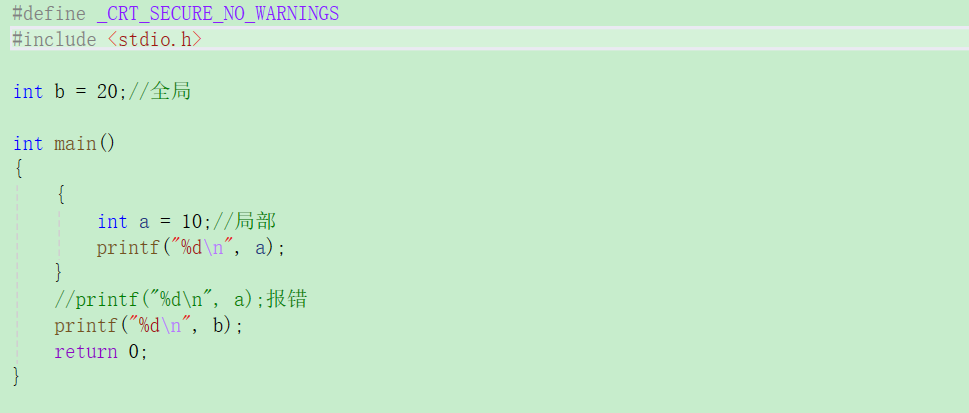 #define _CRT_SECURE_NO_WARNINGS
#include <stdio.h>
int b = 20;//全局
int main()
{
{
int a = 10;//局部
printf("%d\n", a);
}
//printf("%d\n", a);报错
printf("%d\n", b);
return 0;
}